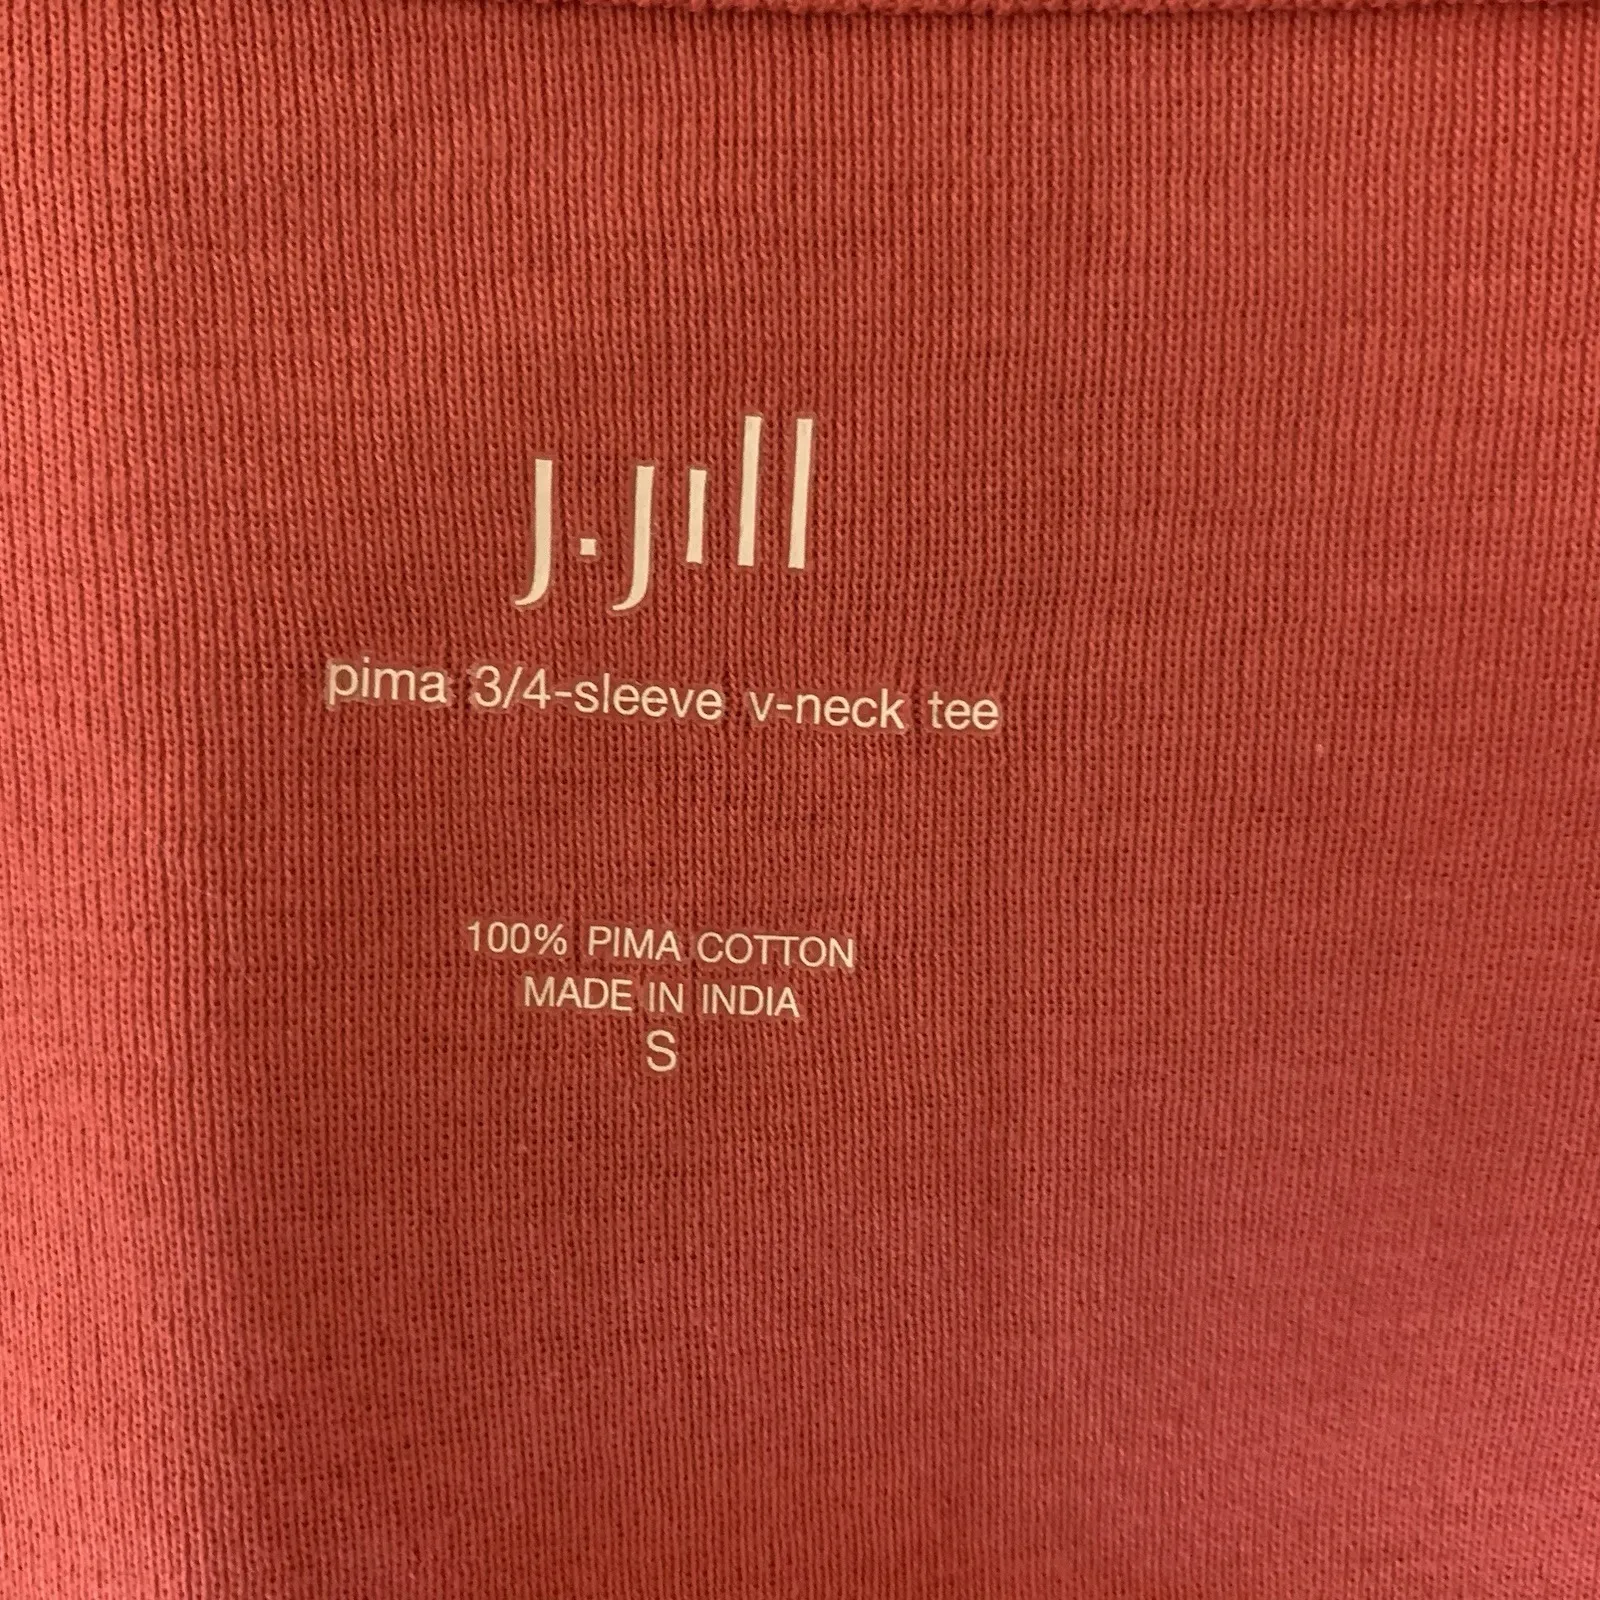 J.Jill
pima 3/4-sleeve v-neck tee
100% PIMA COTTON
MADE IN INDIA
S